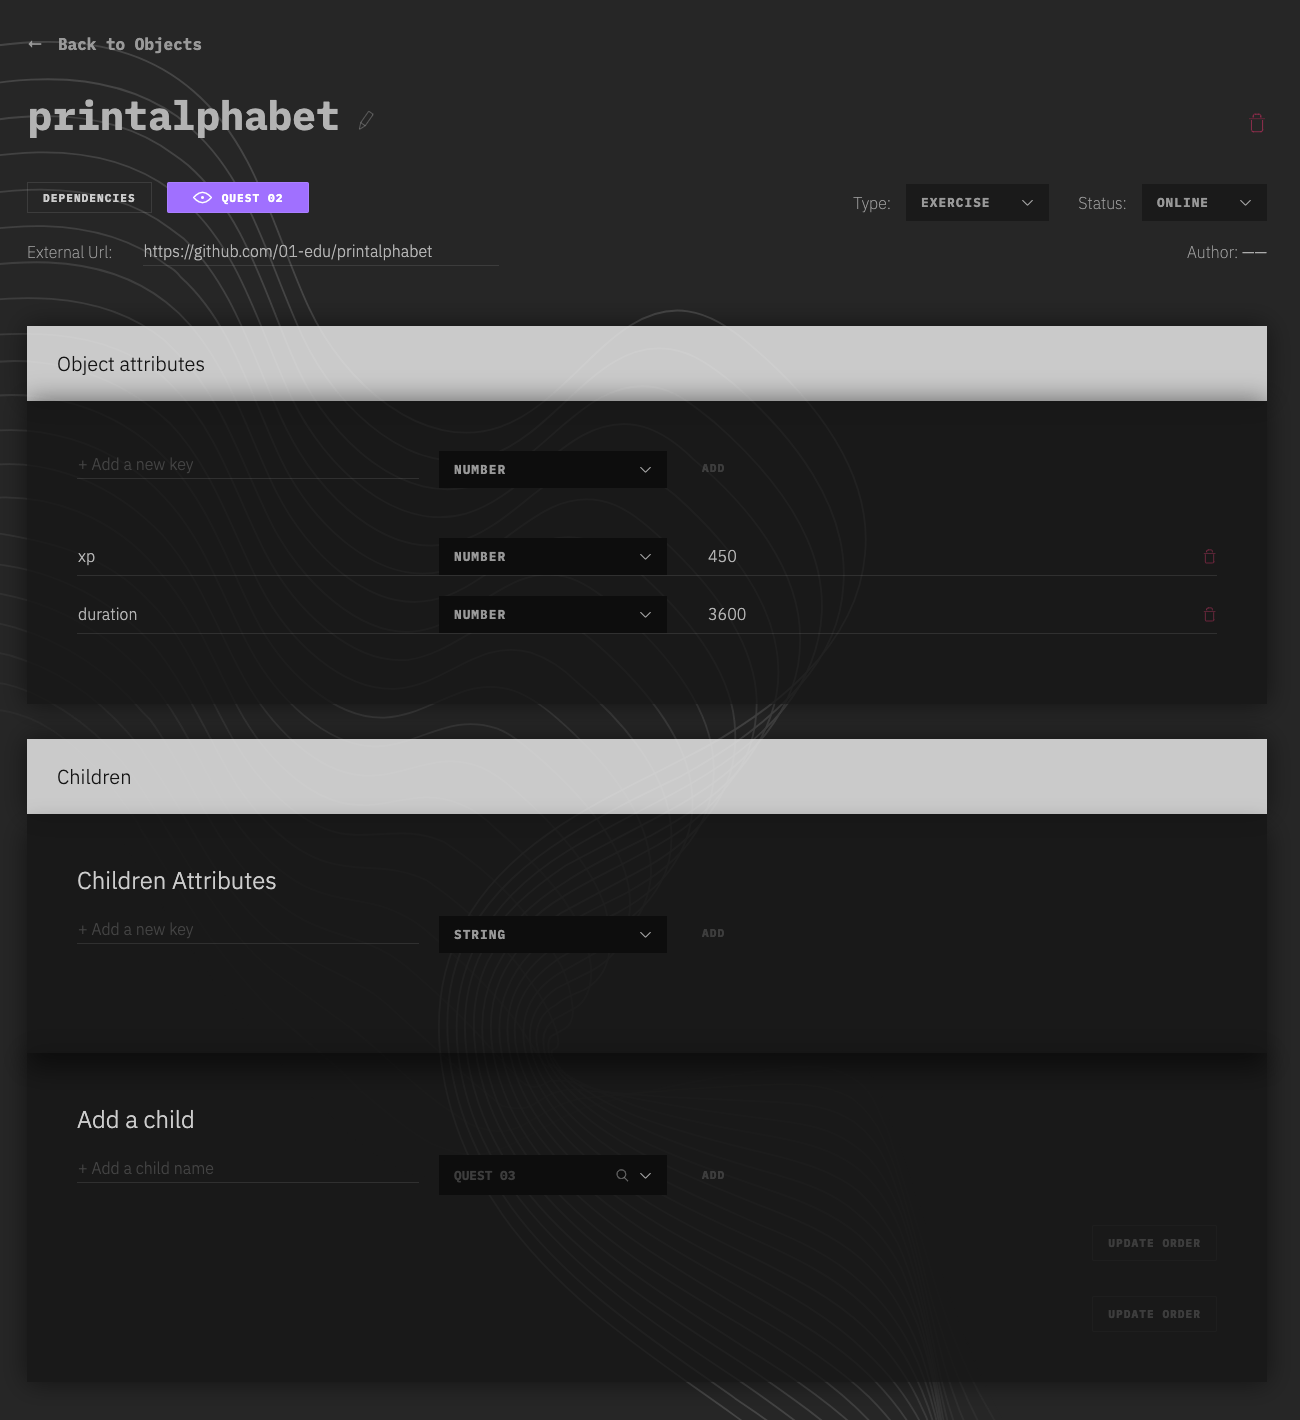 ← Back to Objects
printalphabet
DEPENDENCIES
QUEST 02
Type:
EXERCISE
Status:
ONLINE
External Url:
https://github.com/01-edu/printalphabet
Author: ——
Object attributes
+ Add a new key
NUMBER
ADD
xp
NUMBER
450
duration
NUMBER
3600
Children
Children Attributes
+ Add a new key
STRING
ADD
Add a child
+ Add a child name
QUEST 03
ADD
UPDATE ORDER
UPDATE ORDER